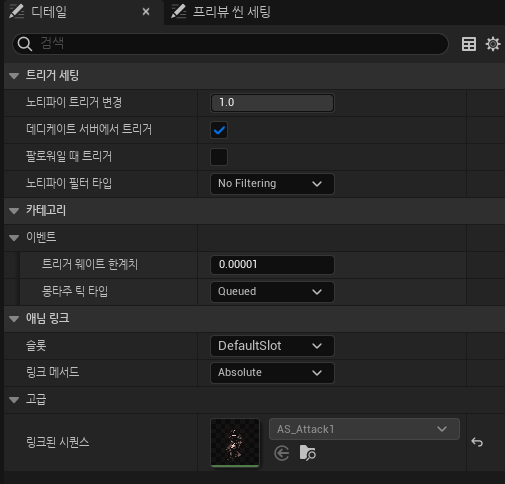 디테일
프리뷰 씬 세팅
검색
트리거 세팅
노티파이 트리거 변경 1.0
데디케이트 서버에서 트리거
팔로워일 때 트리거
노티파이 필터 타입 No Filtering
카테고리
이벤트
트리거 웨이트 한계치 0.00001
몽타주 틱 타입 Queued
애님 링크
슬롯 DefaultSlot
링크 메서드 Absolute
고급
링크된 시퀀스 AS_Attack1